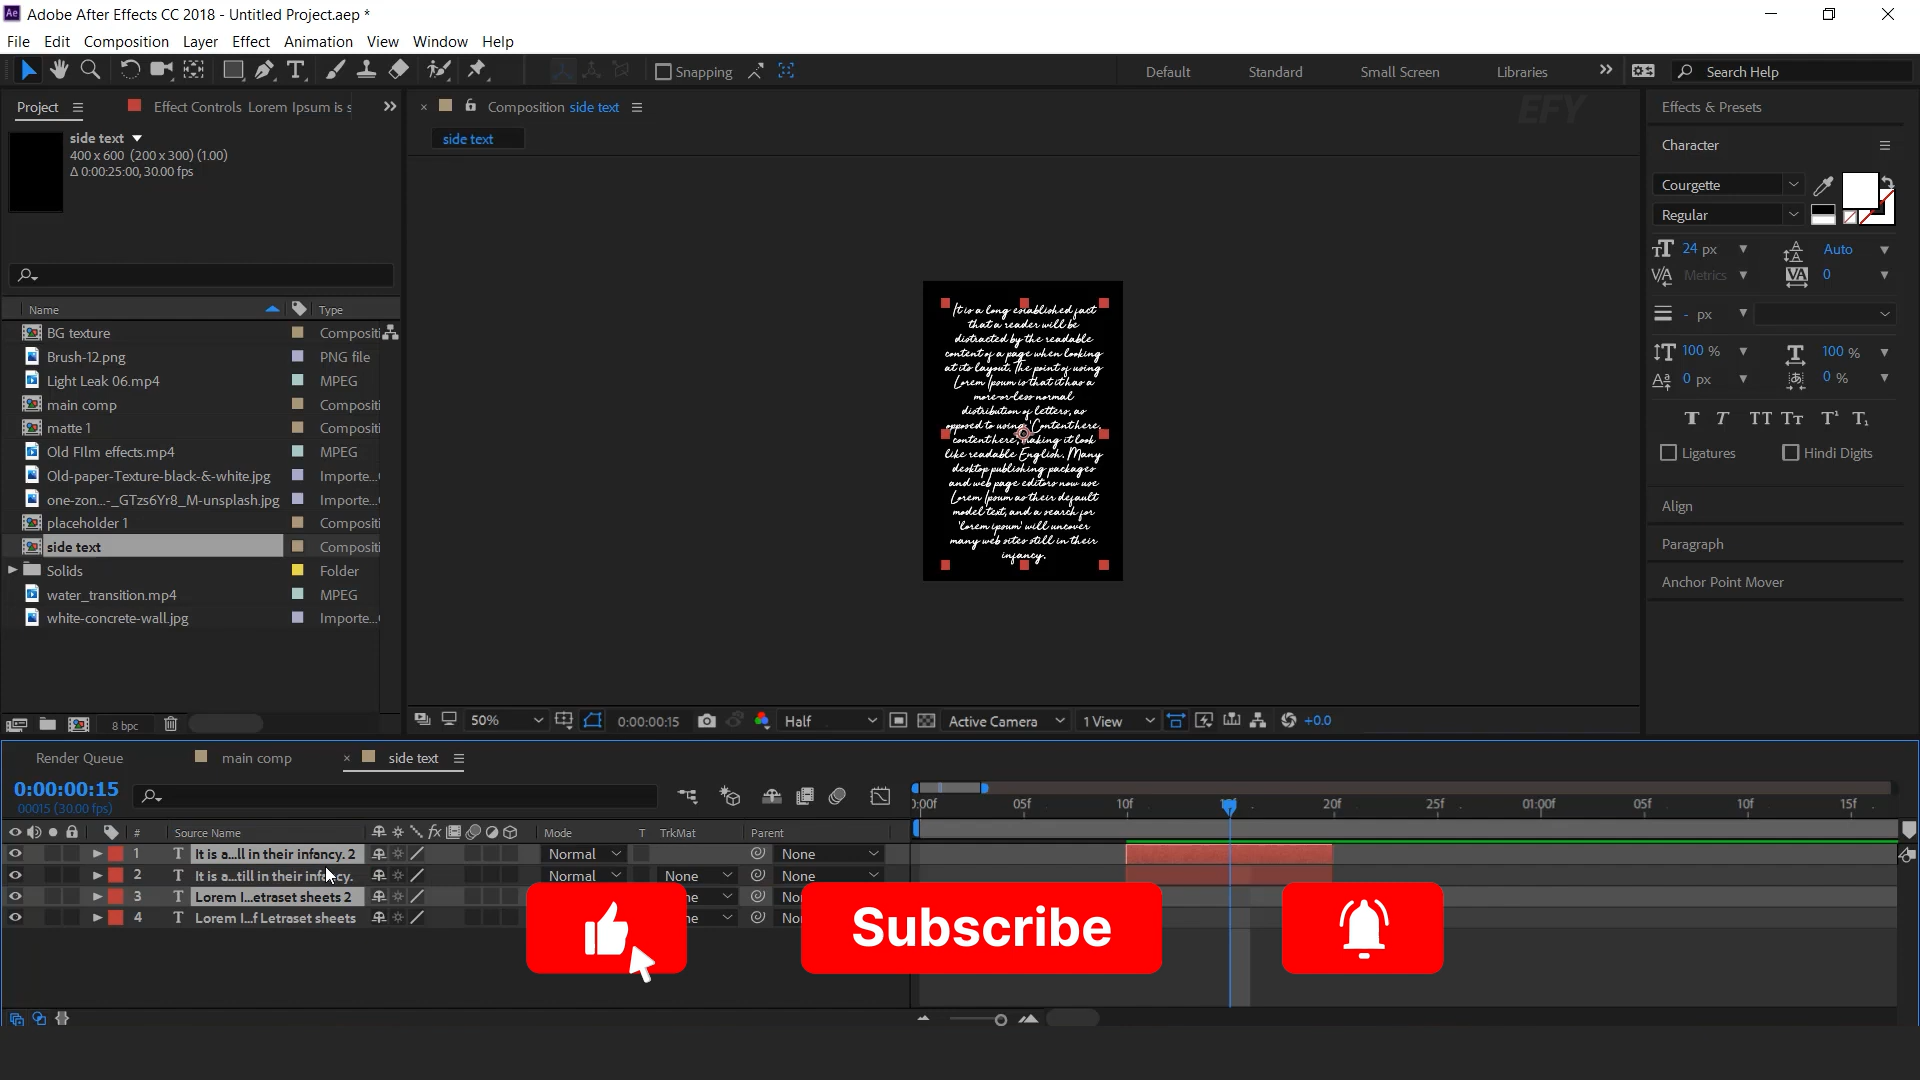 Ae Adobe After Effects CC 2018 - Untitled Project.aep *
File Edit Composition Layer Effect Animation View Window Help
Snapping Default Standard Small Screen Libraries Search Help
Project Effect Controls Lorem Ipsum is s
Composition side text
EFY
side text
side text
400 x 600 (200 x 300) (1.00)
Δ 0:00:25:00, 30.00 fps
Name Type
BG texture Compositi
Brush-12.png PNG file
Light Leak 06.mp4 MPEG
main comp Compositi
matte 1 Compositi
Old FIlm effects.mp4 MPEG
Old-paper-Texture-black-&-white.jpg Importe...
one-zon...-_GTzs6Yr8_M-unsplash.jpg Importe...
placeholder 1 Compositi
side text Compositi
Solids Folder
water_transition.mp4 MPEG
white-concrete-wall.jpg Importe...
8 bpc
It is a long established fact
that a reader will be
distracted by the readable
content of a page when looking
at its layout. The point of using
Lorem Ipsum is that it has a
more-or-less normal
distribution of letters, as
opposed to using 'Content here,
content here', making it look
like readable English. Many
desktop publishing packages
and web page editors now use
Lorem Ipsum as their default
model text, and a search for
'lorem ipsum' will uncover
many web sites still in their
infancy.
Effects & Presets
Character
Courgette
Regular
24 px Auto
Metrics 0
- px
100 % 100 %
0 px 0 %
Ligatures Hindi Digits
Align
Paragraph
Anchor Point Mover
50% 0:00:00:15 Half Active Camera 1 View +0.0
Render Queue main comp side text
0:00:00:15
00015 (30.00 fps)
05f 10f 20f 25f 01:00f 05f 10f 15f
# Source Name Mode T TrkMat Parent
1 T It is a...ll in their infancy. 2 Normal None
2 T It is a...till in their infancy. Normal None None
3 T Lorem I...etraset sheets 2
4 T Lorem I...f Letraset sheets
Subscribe